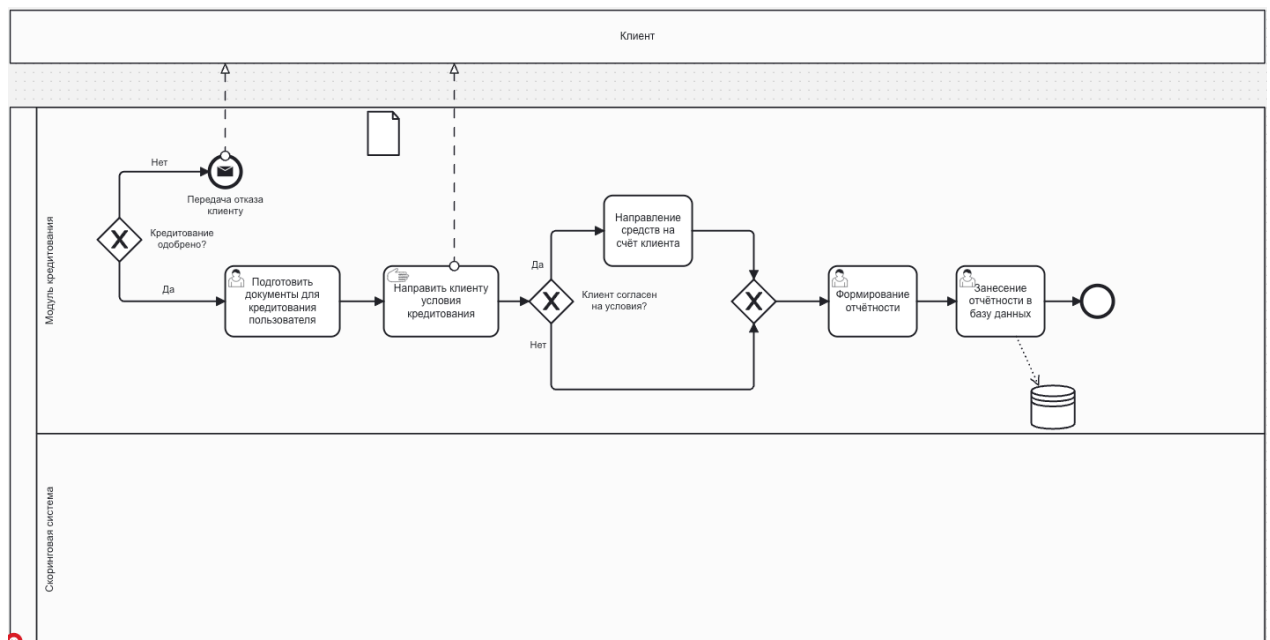 Клиент
Нет
Передача отказа
клиенту
Кредитование
одобрено?
Да
Подготовить
документы для
кредитования
пользователя
Направить клиенту
условия
кредитования
Да
Клиент согласен
на условия?
Нет
Направление
средств на
счёт клиента
Формирование
отчётности
Занесение
отчётности в
базу данных
Модуль кредитования
Скоринговая система